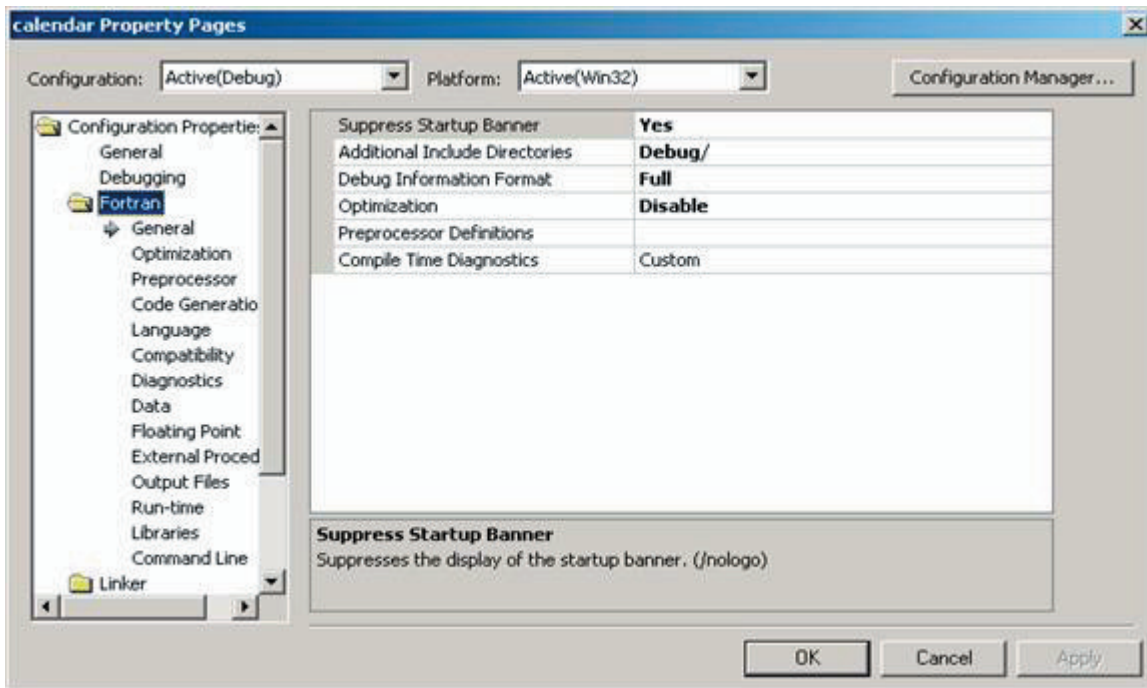 calendar Property Pages
Configuration: Active(Debug) Platform: Active(Win32) Configuration Manager...
Configuration Propertie
General
Debugging
Fortran
General
Optimization
Preprocessor
Code Generatio
Language
Compatibility
Diagnostics
Data
Floating Point
External Proced
Output Files
Run-time
Libraries
Command Line
Linker
Suppress Startup Banner Yes
Additional Include Directories Debug/
Debug Information Format Full
Optimization Disable
Preprocessor Definitions
Compile Time Diagnostics Custom
Suppress Startup Banner
Suppresses the display of the startup banner. (/nologo)
OK Cancel Apply